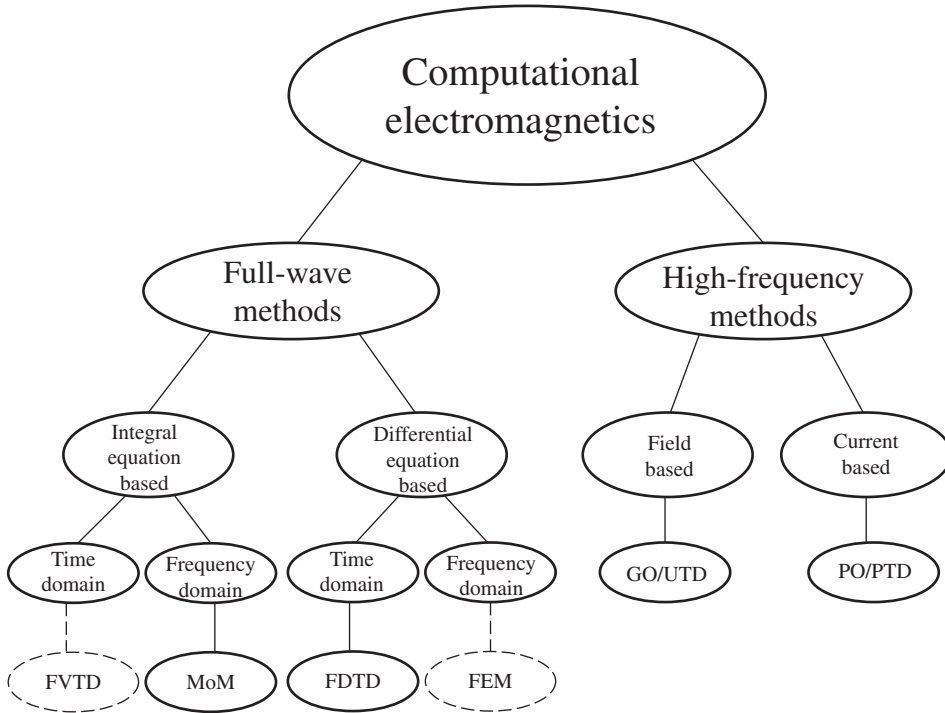 Computational
electromagnetics
Full-wave
methods
High-frequency
methods
Integral
equation
based
Differential
equation
based
Field
based
Current
based
Time
domain
Frequency
domain
Time
domain
Frequency
domain
GO/UTD
PO/PTD
FVTD
MoM
FDTD
FEM